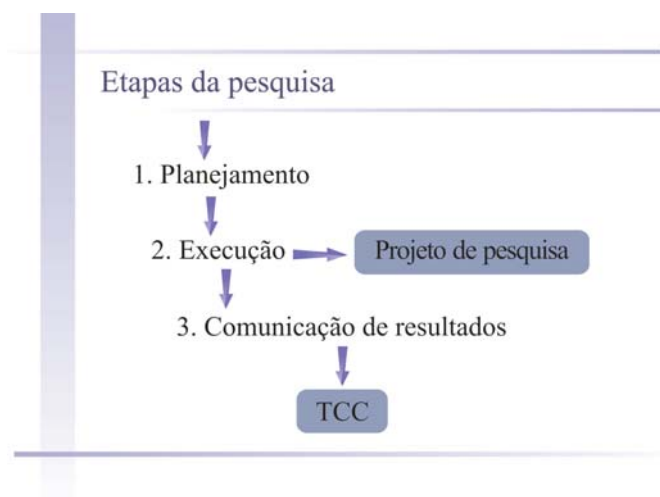 Etapas da pesquisa
1. Planejamento
2. Execução
Projeto de pesquisa
3. Comunicação de resultados
TCC